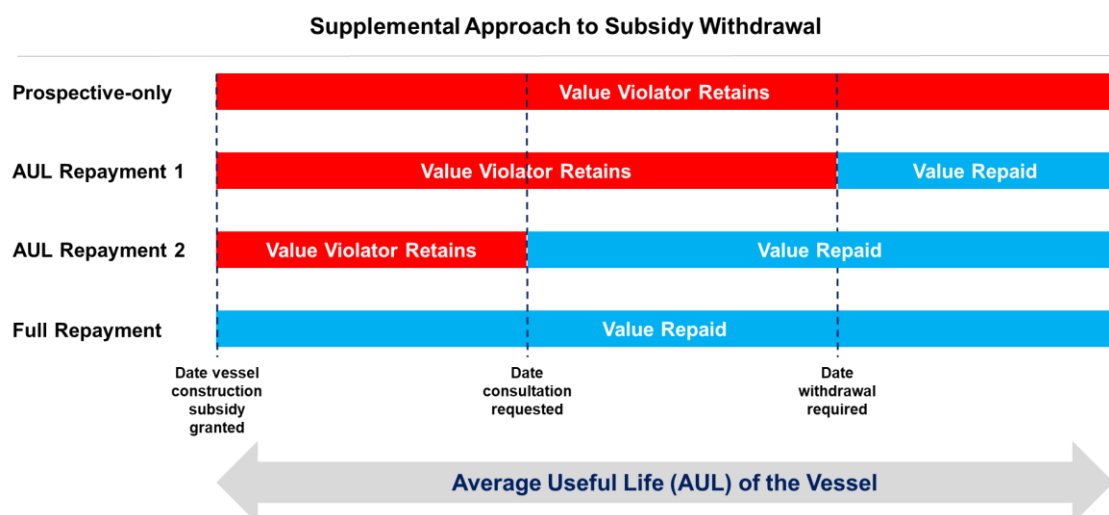 Supplemental Approach to Subsidy Withdrawal
Prospective-only
Value Violator Retains
AUL Repayment 1
Value Violator Retains
Value Repaid
AUL Repayment 2
Value Violator Retains
Value Repaid
Full Repayment
Value Repaid
Date vessel
construction
subsidy
granted
Date
consultation
requested
Date
withdrawal
required
Average Useful Life (AUL) of the Vessel